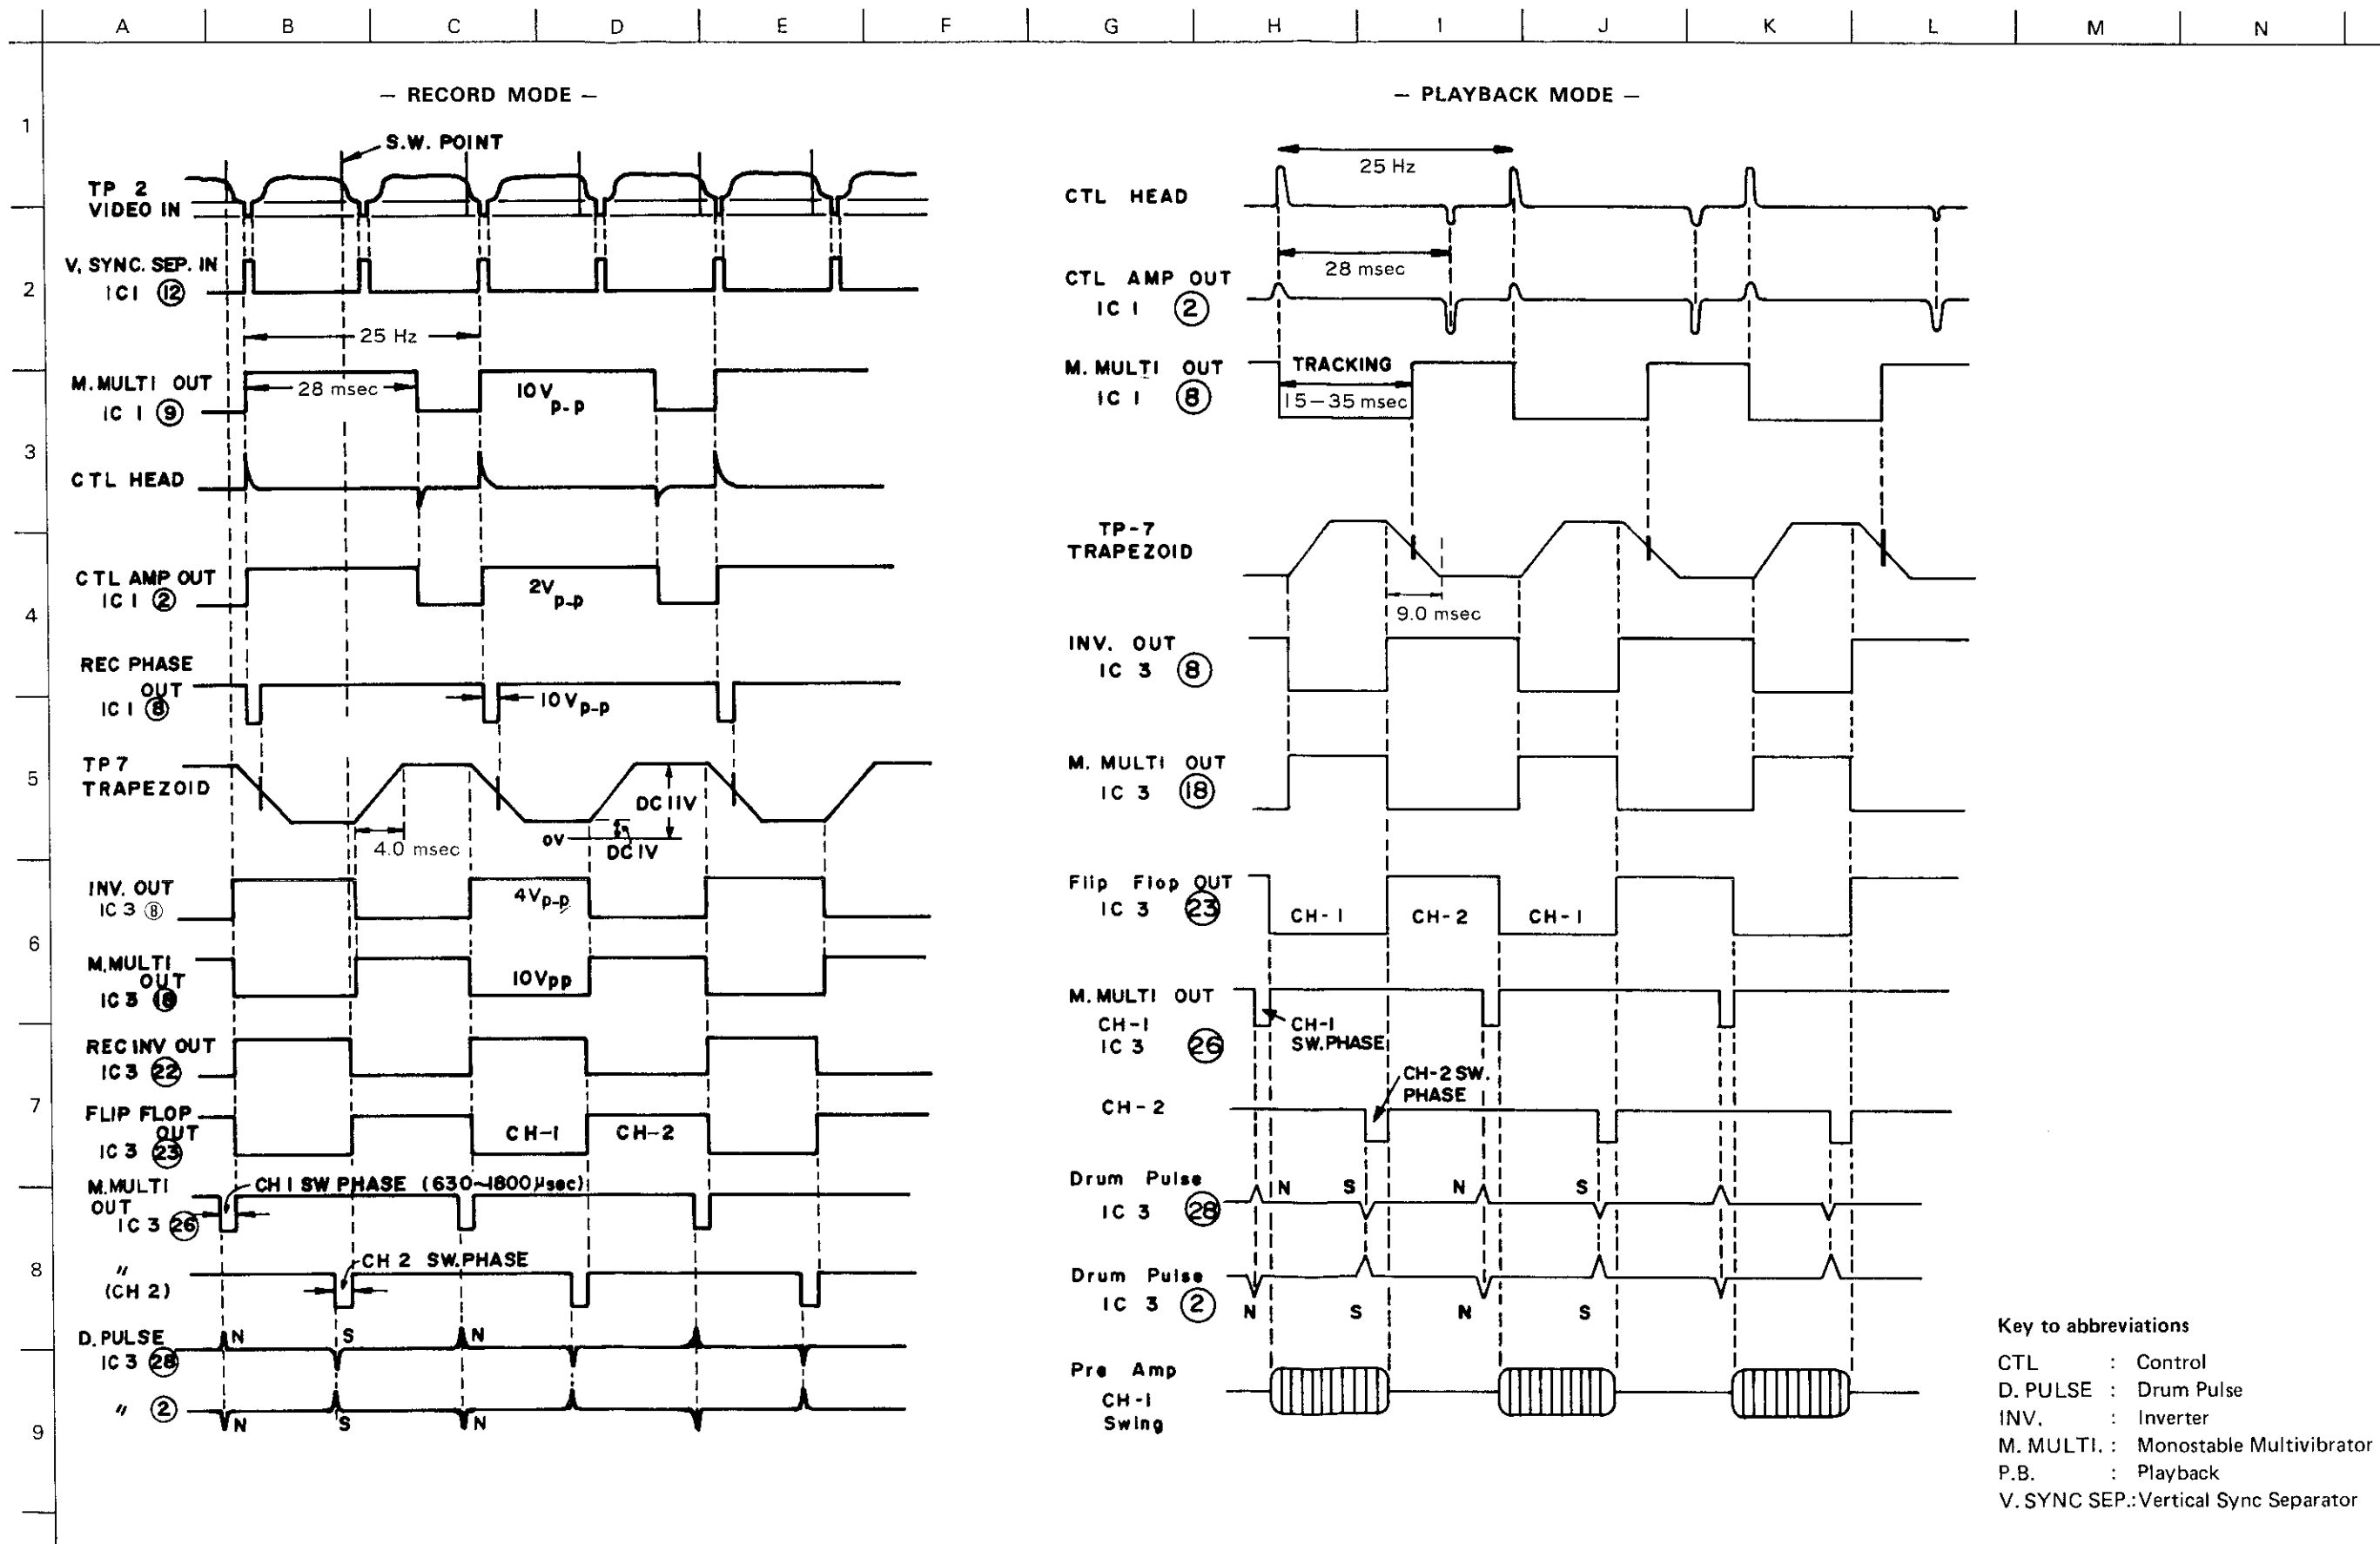 A B C D E F G H I J K L M N
— RECORD MODE —
— PLAYBACK MODE —
1
2
3
4
5
6
7
8
9
S.W. POINT
TP 2
VIDEO IN
V, SYNC. SEP. IN
IC1 ⑫
25 Hz
M. MULTI OUT
IC 1 ⑨
28 msec
10V p-p
CTL HEAD
CTL AMP OUT
IC 1 ②
2V p-p
REC PHASE
OUT
IC 1 ⑧
10V p-p
TP 7
TRAPEZOID
4.0 msec
0V
DC 11V
DC 1V
INV. OUT
IC 3 ⑧
4V p-p
M.MULTI
OUT
IC 3 ⑱
10Vpp
REC INV OUT
IC 3 ㉒
FLIP FLOP
OUT
IC 3 ㉓
CH-1
CH-2
M.MULTI
OUT
IC 3 ㉖
CH 1 SW PHASE (630~1800μsec)
〃
(CH 2)
CH 2 SW.PHASE
D. PULSE
IC 3 ㉘
N S N
〃 ②
N S N
25 Hz
CTL HEAD
28 msec
CTL AMP OUT
IC 1 ②
M. MULTI OUT
IC 1 ⑧
TRACKING
15—35 msec
TP-7
TRAPEZOID
9.0 msec
INV. OUT
IC 3 ⑧
M. MULTI OUT
IC 3 ⑱
Flip Flop OUT
IC 3 ㉓
CH-1
CH-2
CH-1
M. MULTI OUT
CH-1
IC 3 ㉖
CH-1
SW.PHASE
CH-2 SW.
PHASE
CH-2
Drum Pulse
IC 3 ㉘
N S N S
Drum Pulse
IC 3 ②
N S N S
Pre Amp
CH-1
Swing
Key to abbreviations
CTL : Control
D. PULSE : Drum Pulse
INV. : Inverter
M. MULTI. : Monostable Multivibrator
P.B. : Playback
V. SYNC SEP.: Vertical Sync Separator